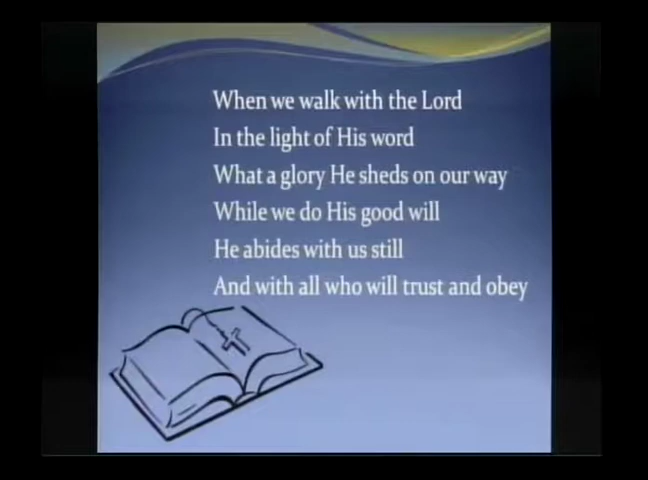 When we walk with the Lord
In the light of His word
What a glory He sheds on our way
While we do His good will
He abides with us still
And with all who will trust and obey